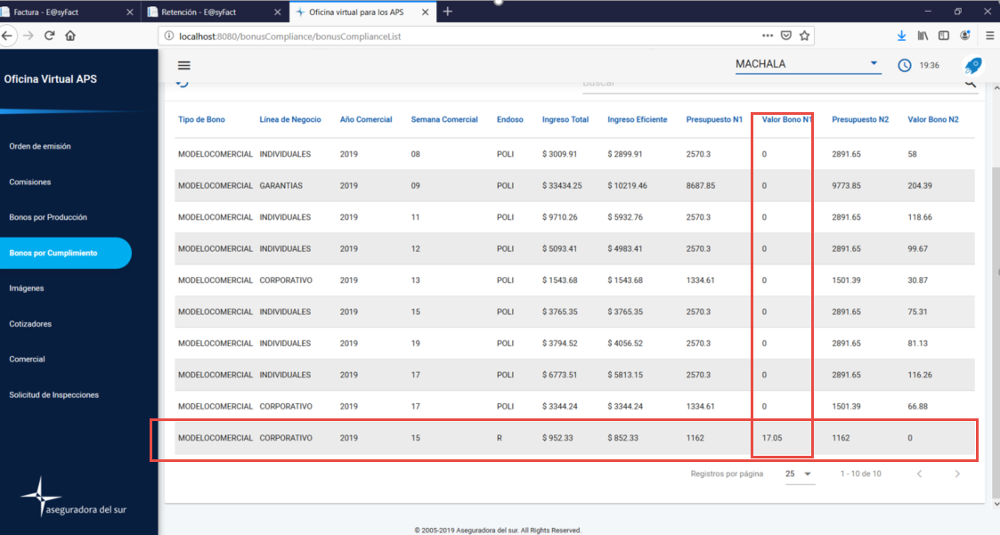 Factura - E@syFact
Retención - E@syFact
Oficina virtual para los APS
localhost:8080/bonusCompliance/bonusComplianceList
Oficina Virtual APS
MACHALA
19:36
Buscar
Orden de emisión
Comisiones
Bonos por Producción
Bonos por Cumplimiento
Imágenes
Cotizadores
Comercial
Solicitud de Inspecciones
aseguradora del sur
Tipo de Bono Línea de Negocio Año Comercial Semana Comercial Endoso Ingreso Total Ingreso Eficiente Presupuesto N1 Valor Bono N1 Presupuesto N2 Valor Bono N2
MODELOCOMERCIAL INDIVIDUALES 2019 08 POLI $ 3009.91 $ 2899.91 2570.3 0 2891.65 58
MODELOCOMERCIAL GARANTIAS 2019 09 POLI $ 33434.25 $ 10219.46 8687.85 0 9773.85 204.39
MODELOCOMERCIAL INDIVIDUALES 2019 11 POLI $ 9710.26 $ 5932.76 2570.3 0 2891.65 118.66
MODELOCOMERCIAL INDIVIDUALES 2019 12 POLI $ 5093.41 $ 4983.41 2570.3 0 2891.65 99.67
MODELOCOMERCIAL CORPORATIVO 2019 13 POLI $ 1543.68 $ 1543.68 1334.61 0 1501.39 30.87
MODELOCOMERCIAL INDIVIDUALES 2019 15 POLI $ 3765.35 $ 3765.35 2570.3 0 2891.65 75.31
MODELOCOMERCIAL INDIVIDUALES 2019 19 POLI $ 3794.52 $ 4056.52 2570.3 0 2891.65 81.13
MODELOCOMERCIAL INDIVIDUALES 2019 17 POLI $ 6773.51 $ 5813.15 2570.3 0 2891.65 116.26
MODELOCOMERCIAL CORPORATIVO 2019 17 POLI $ 3344.24 $ 3344.24 1334.61 0 1501.39 66.88
MODELOCOMERCIAL CORPORATIVO 2019 15 R $ 952.33 $ 852.33 1162 17.05 1162 0
Registros por página 25 1 - 10 de 10
© 2005-2019 Aseguradora del sur. All Rights Reserved.